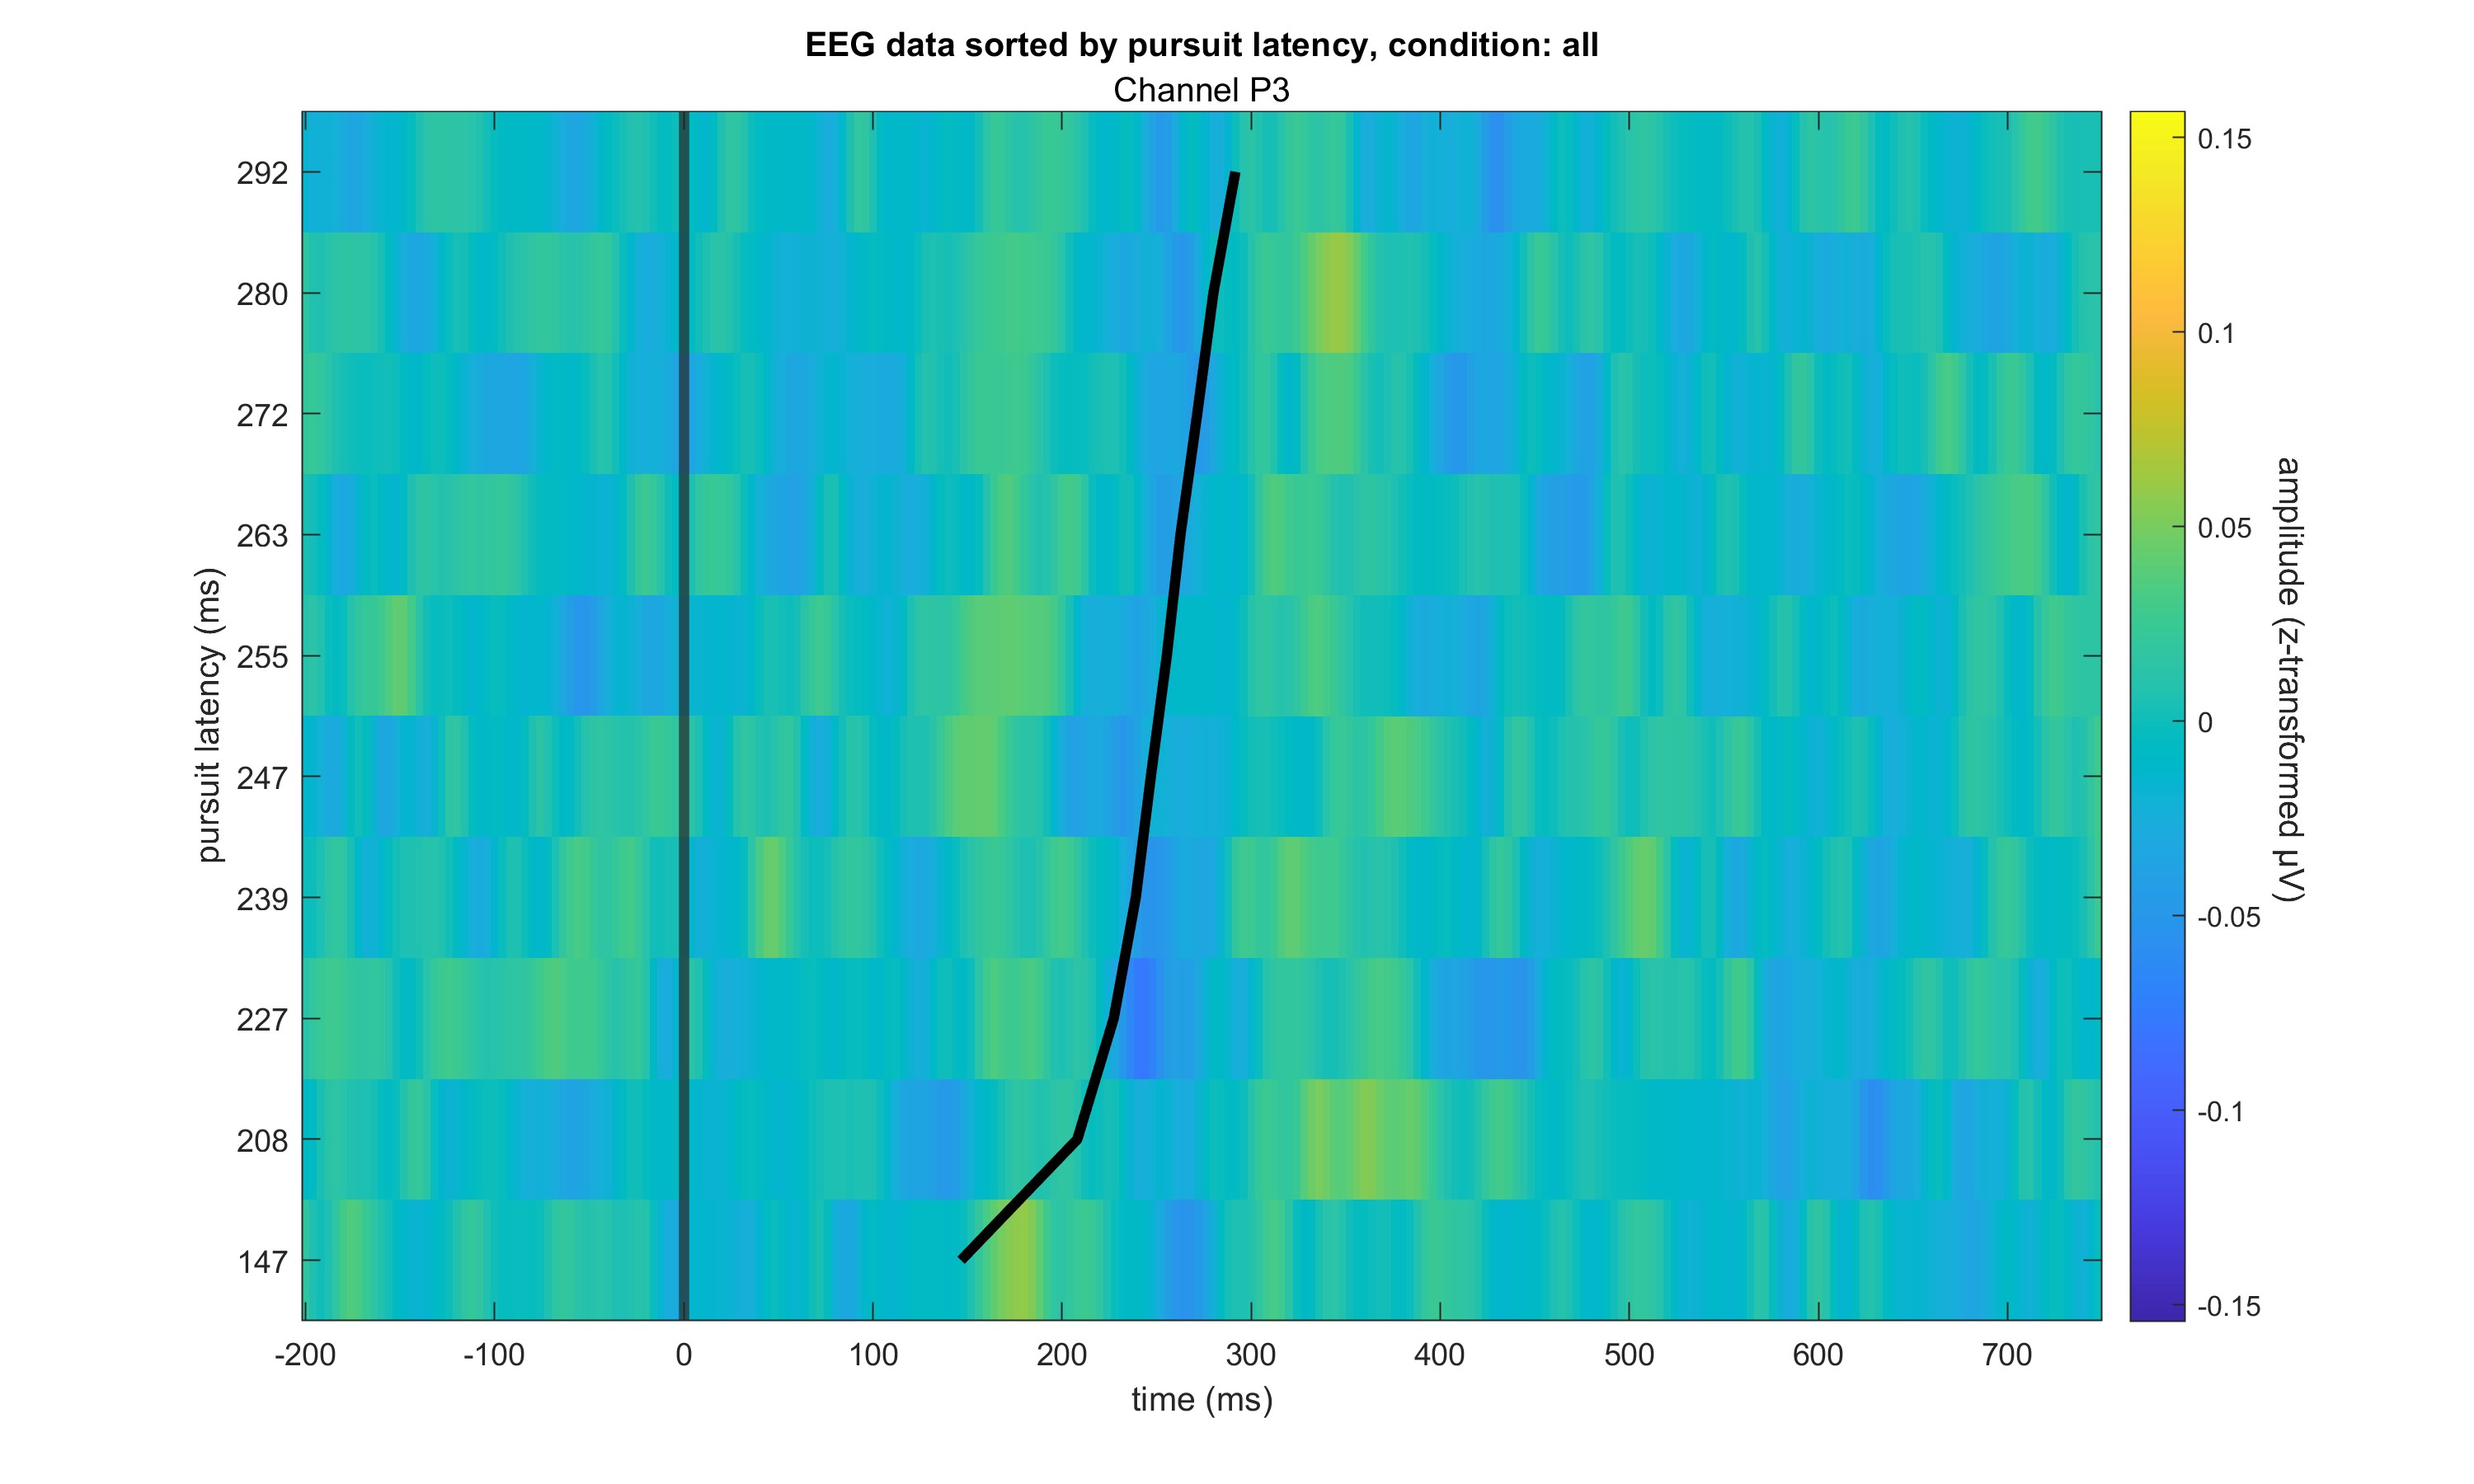 EEG data sorted by pursuit latency, condition: all
Channel P3
pursuit latency (ms)
292
280
272
263
255
247
239
227
208
147
-200 -100 0 100 200 300 400 500 600 700
time (ms)
0.15
0.1
0.05
0
-0.05
-0.1
-0.15
amplitude (z-transformed μV)